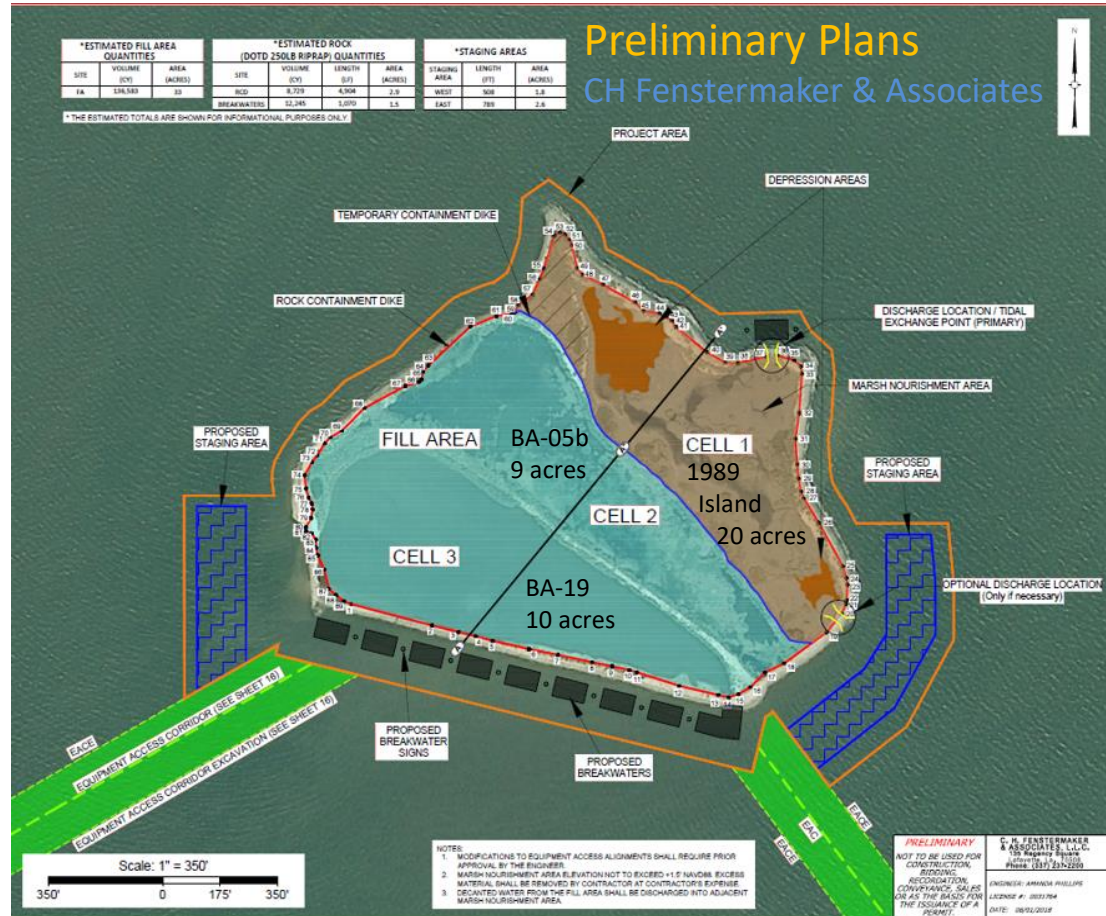 Preliminary Plans
CH Fenstermaker & Associates
*ESTIMATED FILL AREA
QUANTITIES
SITE VOLUME (CY) AREA (ACRES)
FA 136,583 33
*ESTIMATED ROCK
(DOTD 250LB RIPRAP) QUANTITIES
SITE VOLUME (CY) LENGTH (LF) AREA (ACRES)
RCD 8,729 4,904 2.9
BREAKWATERS 12,245 1,070 1.5
*STAGING AREAS
STAGING AREA LENGTH (FT) AREA (ACRES)
WEST 508 1.8
EAST 789 2.6
* THE ESTIMATED TOTALS ARE SHOWN FOR INFORMATIONAL PURPOSES ONLY
N
PROJECT AREA
DEPRESSION AREAS
TEMPORARY CONTAINMENT DIKE
ROCK CONTAINMENT DIKE
DISCHARGE LOCATION / TIDAL
EXCHANGE POINT (PRIMARY)
MARSH NOURISHMENT AREA
PROPOSED
STAGING AREA
FILL AREA
BA-05b
9 acres
CELL 1
1989
Island
20 acres
PROPOSED
STAGING AREA
CELL 2
CELL 3
BA-19
10 acres
OPTIONAL DISCHARGE LOCATION
(Only if necessary)
PROPOSED
BREAKWATER
SIGNS
PROPOSED
BREAKWATERS
EACE
EQUIPMENT ACCESS CORRIDOR (SEE SHEET 16)
EQUIPMENT ACCESS CORRIDOR EXCAVATION (SEE SHEET 16)
EACE
EAC
EACE
Scale: 1" = 350'
350' 0 175' 350'
NOTES:
1. MODIFICATIONS TO EQUIPMENT ACCESS ALIGNMENTS SHALL REQUIRE PRIOR
APPROVAL BY THE ENGINEER.
2. MARSH NOURISHMENT AREA ELEVATION NOT TO EXCEED +1.5' NAVD88. EXCESS
MATERIAL SHALL BE REMOVED BY CONTRACTOR AT CONTRACTOR'S EXPENSE.
3. DECANTED WATER FROM THE FILL AREA SHALL BE DISCHARGED INTO ADJACENT
MARSH NOURISHMENT AREA.
PRELIMINARY
NOT TO BE USED FOR
CONSTRUCTION,
BIDDING,
RECORDATION,
CONVEYANCE, SALES
OR AS THE BASIS FOR
THE ISSUANCE OF A
PERMIT.
C. H. FENSTERMAKER
& ASSOCIATES, L.L.C.
135 Regency Square
Lafayette, La. 70508
Phone: (337) 237-2200
ENGINEER: AMANDA PHILLIPS
LICENSE #: 0031764
DATE: 06/01/2018